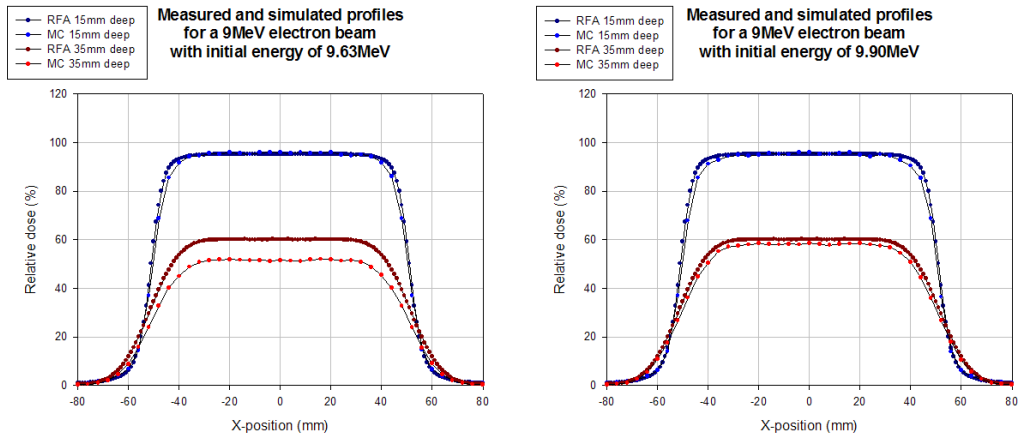 RFA 15mm deep
MC 15mm deep
RFA 35mm deep
MC 35mm deep
Measured and simulated profiles
for a 9MeV electron beam
with initial energy of 9.63MeV
120
100
80
60
40
20
0
-80 -60 -40 -20 0 20 40 60 80
Relative dose (%)
X-position (mm)
RFA 15mm deep
MC 15mm deep
RFA 35mm deep
MC 35mm deep
Measured and simulated profiles
for a 9MeV electron beam
with initial energy of 9.90MeV
120
100
80
60
40
20
0
-80 -60 -40 -20 0 20 40 60 80
Relative dose (%)
X-position (mm)